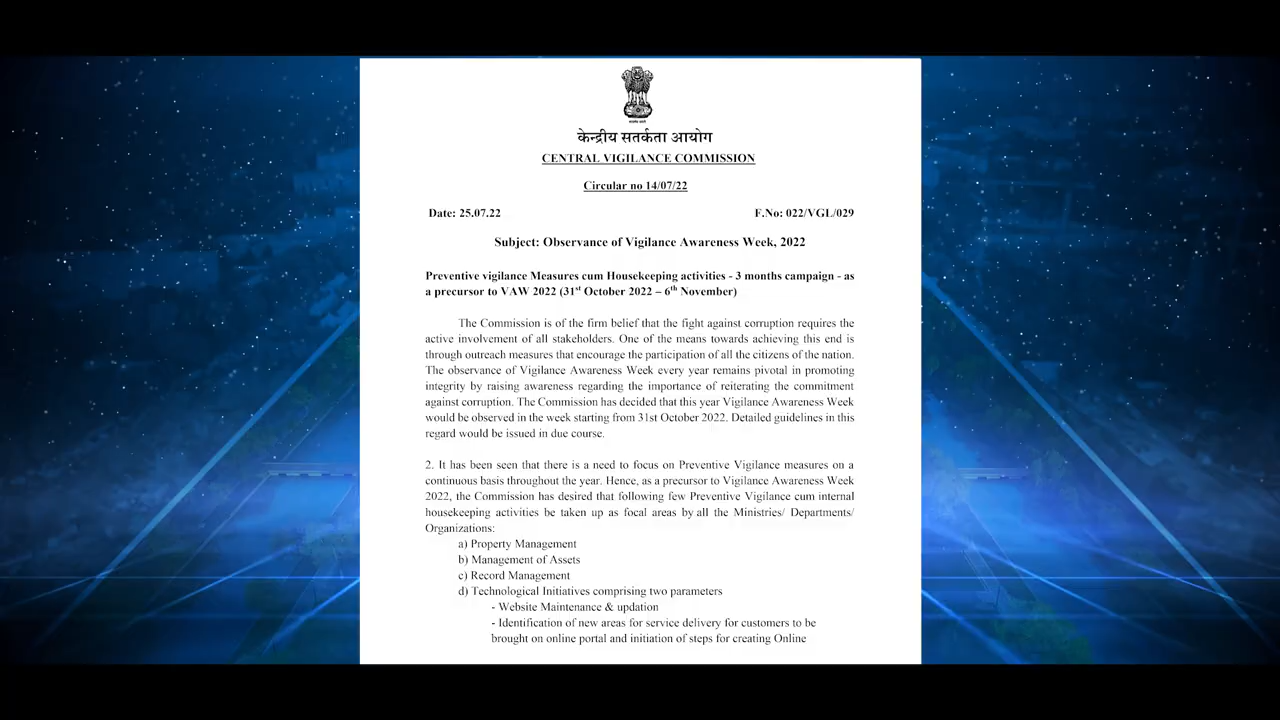 केन्द्रीय सतर्कता आयोग
CENTRAL VIGILANCE COMMISSION
Circular no 14/07/22
Date: 25.07.22 F.No: 022/VGL/029
Subject: Observance of Vigilance Awareness Week, 2022
Preventive vigilance Measures cum Housekeeping activities - 3 months campaign - as
a precursor to VAW 2022 (31st October 2022 – 6th November)
The Commission is of the firm belief that the fight against corruption requires the
active involvement of all stakeholders. One of the means towards achieving this end is
through outreach measures that encourage the participation of all the citizens of the nation.
The observance of Vigilance Awareness Week every year remains pivotal in promoting
integrity by raising awareness regarding the importance of reiterating the commitment
against corruption. The Commission has decided that this year Vigilance Awareness Week
would be observed in the week starting from 31st October 2022. Detailed guidelines in this
regard would be issued in due course.
2. It has been seen that there is a need to focus on Preventive Vigilance measures on a
continuous basis throughout the year. Hence, as a precursor to Vigilance Awareness Week
2022, the Commission has desired that following few Preventive Vigilance cum internal
housekeeping activities be taken up as focal areas by all the Ministries/ Departments/
Organizations:
a) Property Management
b) Management of Assets
c) Record Management
d) Technological Initiatives comprising two parameters
- Website Maintenance & updation
- Identification of new areas for service delivery for customers to be
brought on online portal and initiation of steps for creating Online